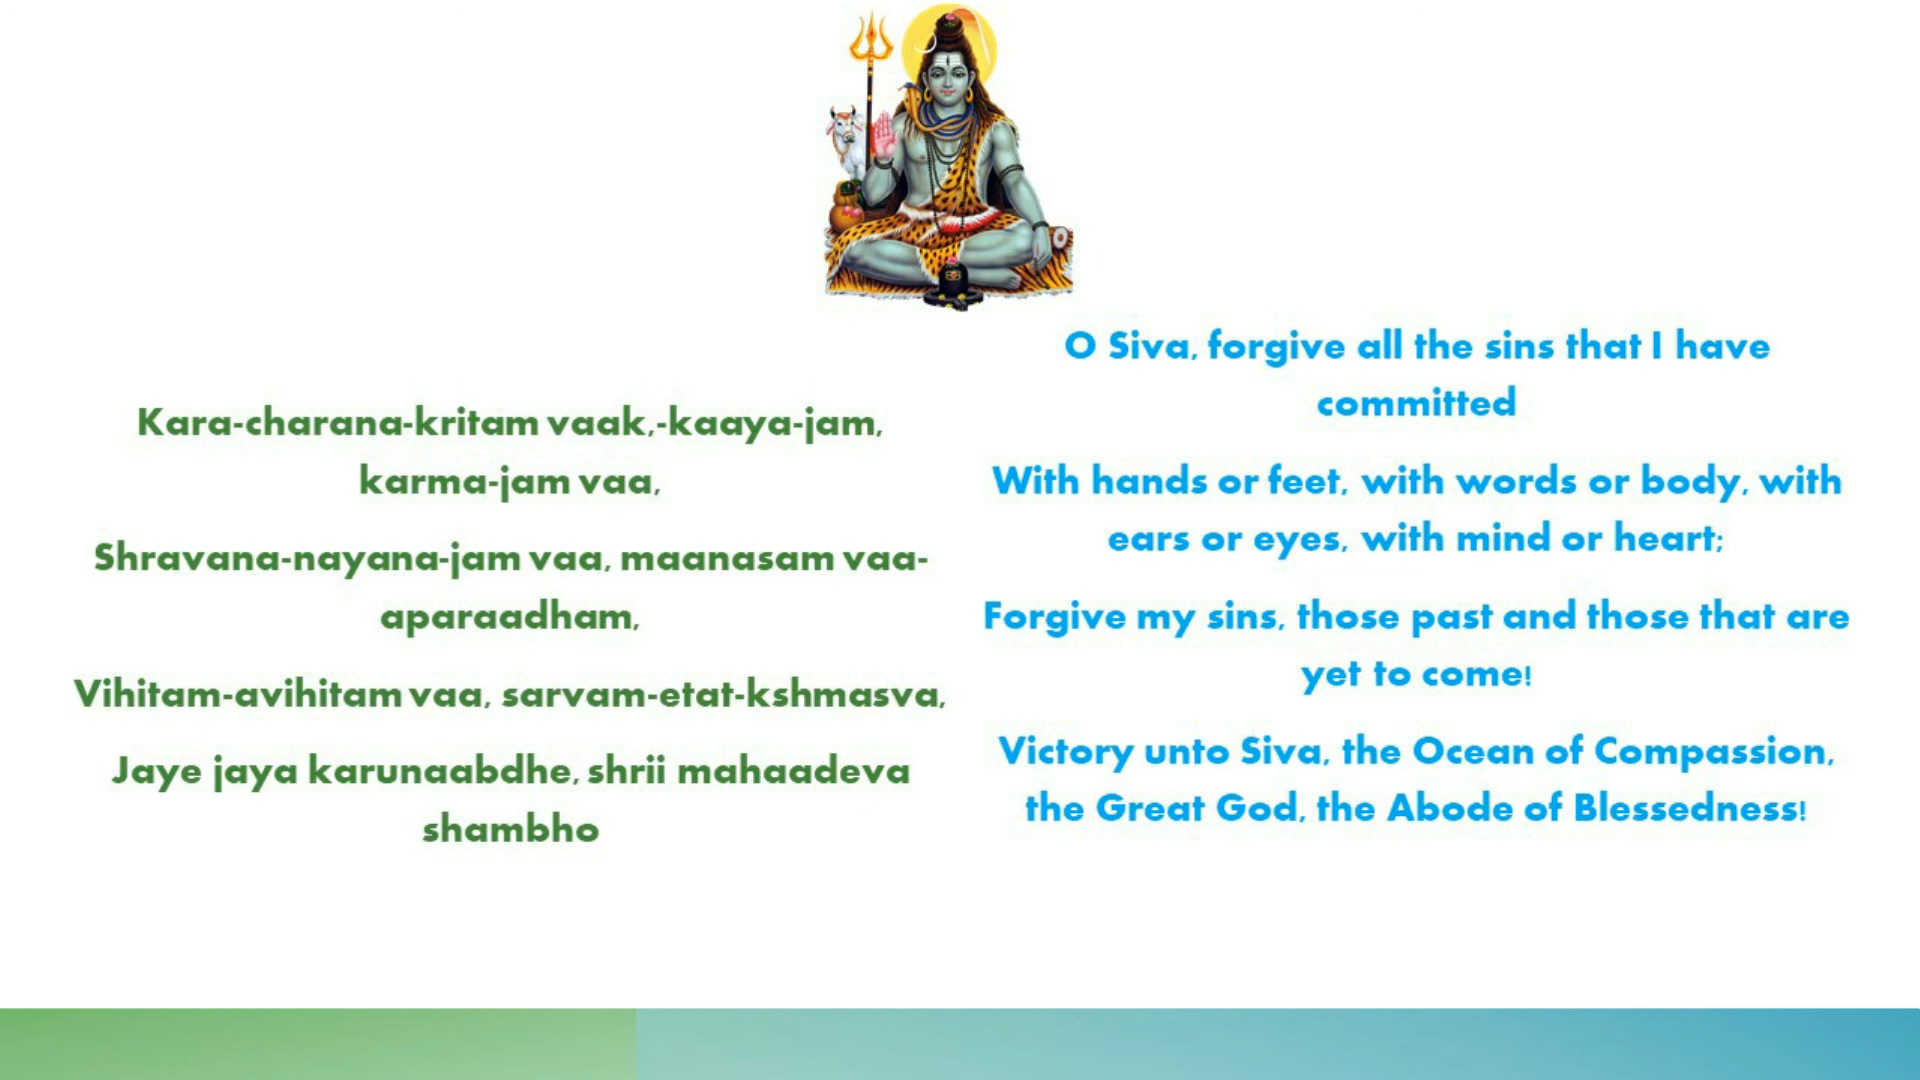 Kara-charana-kritam vaak,-kaaya-jam,
karma-jam vaa,
Shravana-nayana-jam vaa, maanasam vaa-
aparaadham,
Vihitam-avihitam vaa, sarvam-etat-kshmasva,
Jaye jaya karunaabdhe, shrii mahaadeva
shambho
O Siva, forgive all the sins that I have
committed
With hands or feet, with words or body, with
ears or eyes, with mind or heart;
Forgive my sins, those past and those that are
yet to come!
Victory unto Siva, the Ocean of Compassion,
the Great God, the Abode of Blessedness!